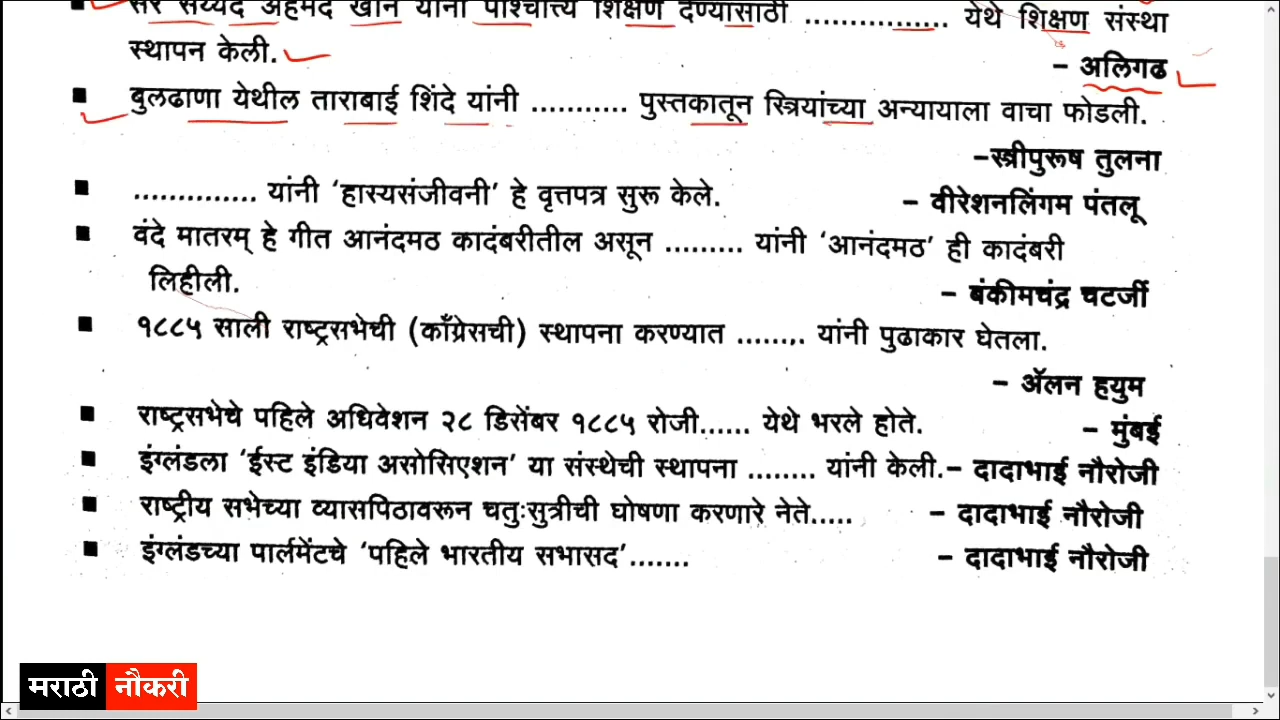 सर सय्यद अहमद खान यांनी पाश्चात्त्य शिक्षण देण्यासाठी ................ येथे शिक्षण संस्था
स्थापन केली.
– अलिगढ
■ बुलढाणा येथील ताराबाई शिंदे यांनी ........... पुस्तकातून स्त्रियांच्या अन्यायाला वाचा फोडली.
–स्त्रीपुरूष तुलना
■ .............. यांनी ‘हास्यसंजीवनी’ हे वृत्तपत्र सुरू केले. – वीरेशनलिंगम पंतलू
■ वंदे मातरम् हे गीत आनंदमठ कादंबरीतील असून ......... यांनी ‘आनंदमठ’ ही कादंबरी
लिहीली.
– बंकीमचंद्र चटर्जी
■ १८८५ साली राष्ट्रसभेची (काँग्रेसची) स्थापना करण्यात ........ यांनी पुढाकार घेतला.
– ॲलन हयुम
■ राष्ट्रसभेचे पहिले अधिवेशन २८ डिसेंबर १८८५ रोजी...... येथे भरले होते. – मुंबई
■ इंग्लंडला ‘ईस्ट इंडिया असोसिएशन’ या संस्थेची स्थापना ........ यांनी केली.– दादाभाई नौरोजी
■ राष्ट्रीय सभेच्या व्यासपिठावरून चतुःसुत्रीची घोषणा करणारे नेते..... – दादाभाई नौरोजी
■ इंग्लंडच्या पार्लमेंटचे ‘पहिले भारतीय सभासद’....... – दादाभाई नौरोजी
मराठी नौकरी